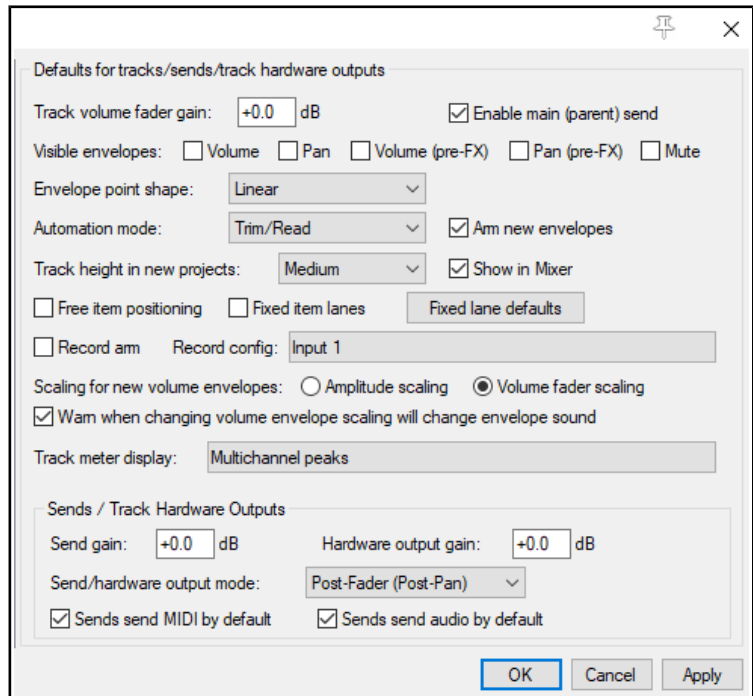 Defaults for tracks/sends/track hardware outputs
Track volume fader gain: +0.0 dB Enable main (parent) send
Visible envelopes: Volume Pan Volume (pre-FX) Pan (pre-FX) Mute
Envelope point shape: Linear
Automation mode: Trim/Read Arm new envelopes
Track height in new projects: Medium Show in Mixer
Free item positioning Fixed item lanes Fixed lane defaults
Record arm Record config: Input 1
Scaling for new volume envelopes: Amplitude scaling Volume fader scaling
Warn when changing volume envelope scaling will change envelope sound
Track meter display: Multichannel peaks
Sends / Track Hardware Outputs
Send gain: +0.0 dB Hardware output gain: +0.0 dB
Send/hardware output mode: Post-Fader (Post-Pan)
Sends send MIDI by default Sends send audio by default
OK Cancel Apply